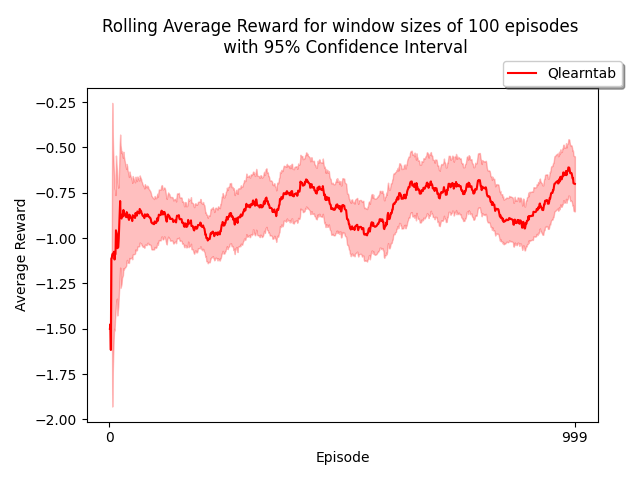 Rolling Average Reward for window sizes of 100 episodes
with 95% Confidence Interval
Qlearntab
−0.25
−0.50
−0.75
−1.00
−1.25
−1.50
−1.75
−2.00
Average Reward
0
999
Episode